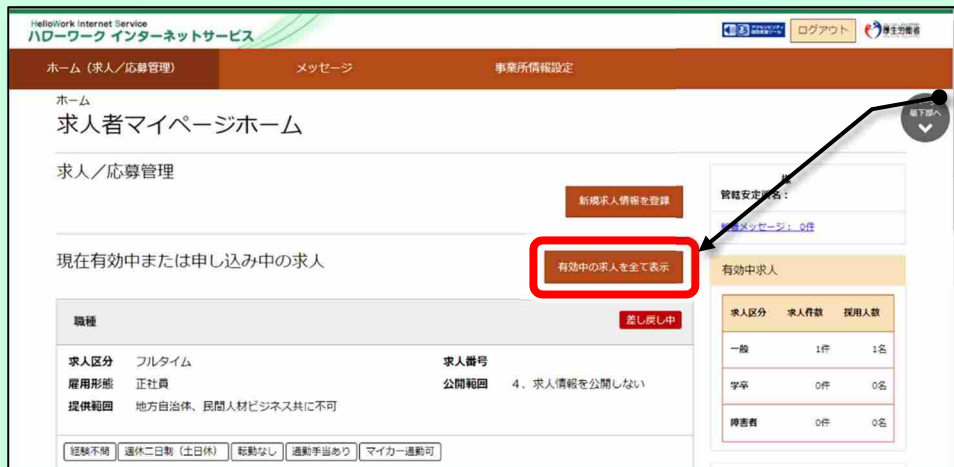 HelloWork Internet Service
ハローワーク インターネットサービス
ログアウト
厚生労働省
ホーム（求人／応募管理）
メッセージ
事業所情報設定
ホーム
求人者マイページホーム
最下部へ
求人／応募管理
新規求人情報を登録
様
管轄安定所名：
メッセージ： 0件
現在有効中または申し込み中の求人
有効中の求人を全て表示
有効中求人
職種
差し戻し中
求人区分 フルタイム
求人番号
雇用形態 正社員
公開範囲 4．求人情報を公開しない
提供範囲 地方自治体、民間人材ビジネス共に不可
経験不問 週休二日制（土日休） 転勤なし 通勤手当あり マイカー通勤可
求人区分 求人件数 採用人数
一般 1件 1名
学卒 0件 0名
障害者 0件 0名